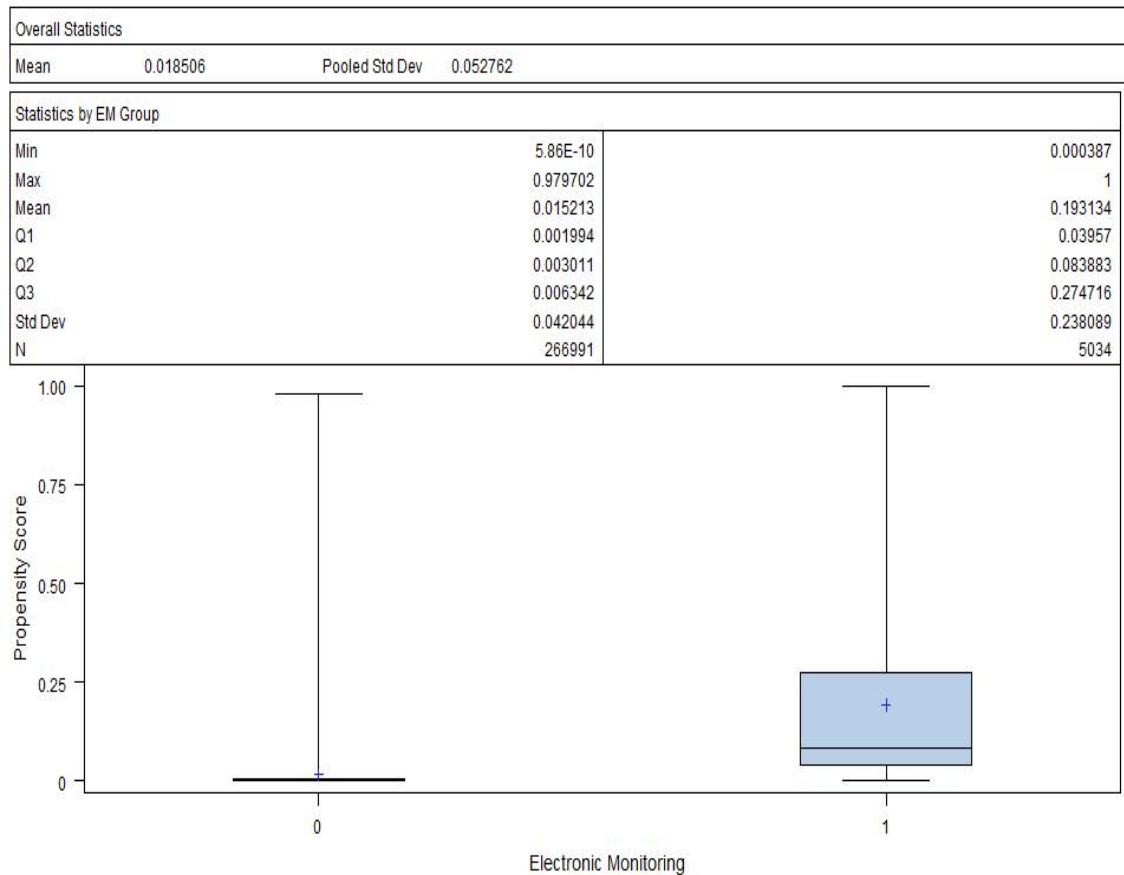 Overall Statistics
Mean 0.018506 Pooled Std Dev 0.052762
Statistics by EM Group
Min 5.86E-10 0.000387
Max 0.979702 1
Mean 0.015213 0.193134
Q1 0.001994 0.03957
Q2 0.003011 0.083883
Q3 0.006342 0.274716
Std Dev 0.042044 0.238089
N 266991 5034
1.00
0.75
0.50
0.25
0
Propensity Score
0 1
Electronic Monitoring